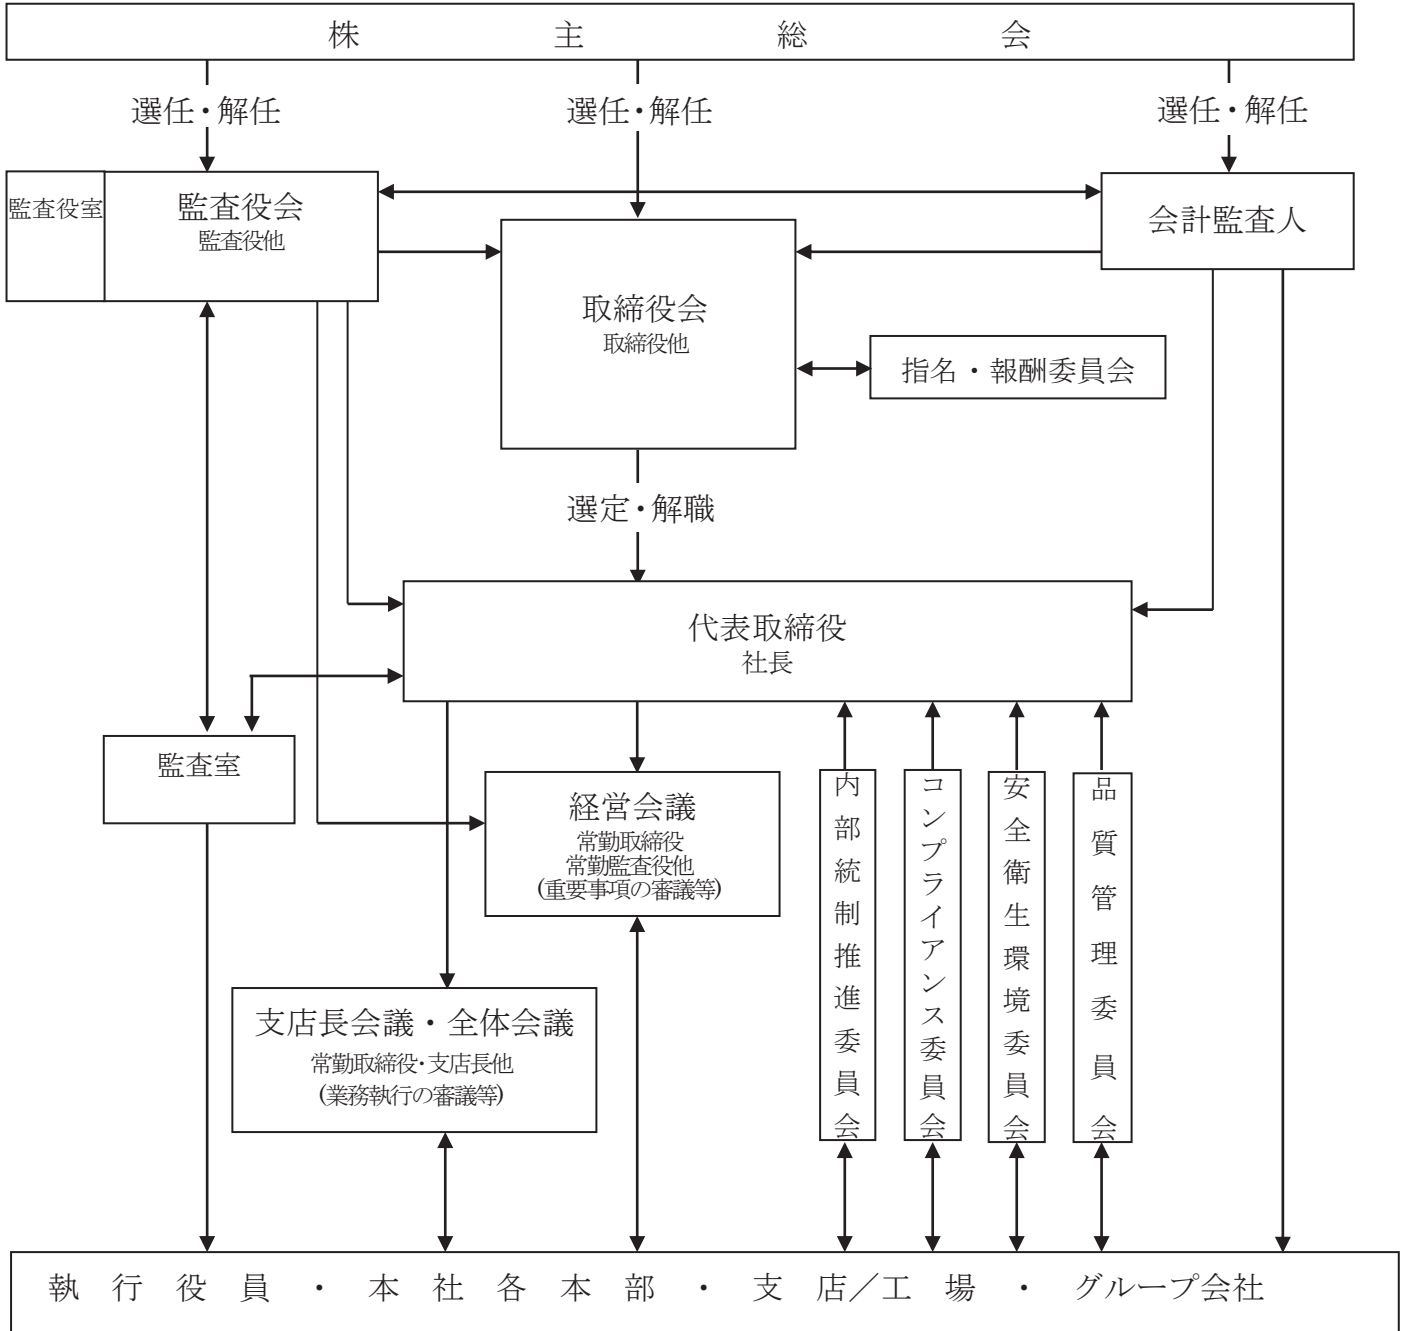 株主総会
選任・解任
選任・解任
選任・解任
監査役室
監査役会
監査役他
会計監査人
取締役会
取締役他
指名・報酬委員会
選定・解職
代表取締役
社長
監査室
経営会議
常勤取締役
常勤監査役他
(重要事項の審議等)
内部統制推進委員会
コンプライアンス委員会
安全衛生環境委員会
品質管理委員会
支店長会議・全体会議
常勤取締役・支店長他
(業務執行の審議等)
執行役員・本社各本部・支店／工場・グループ会社